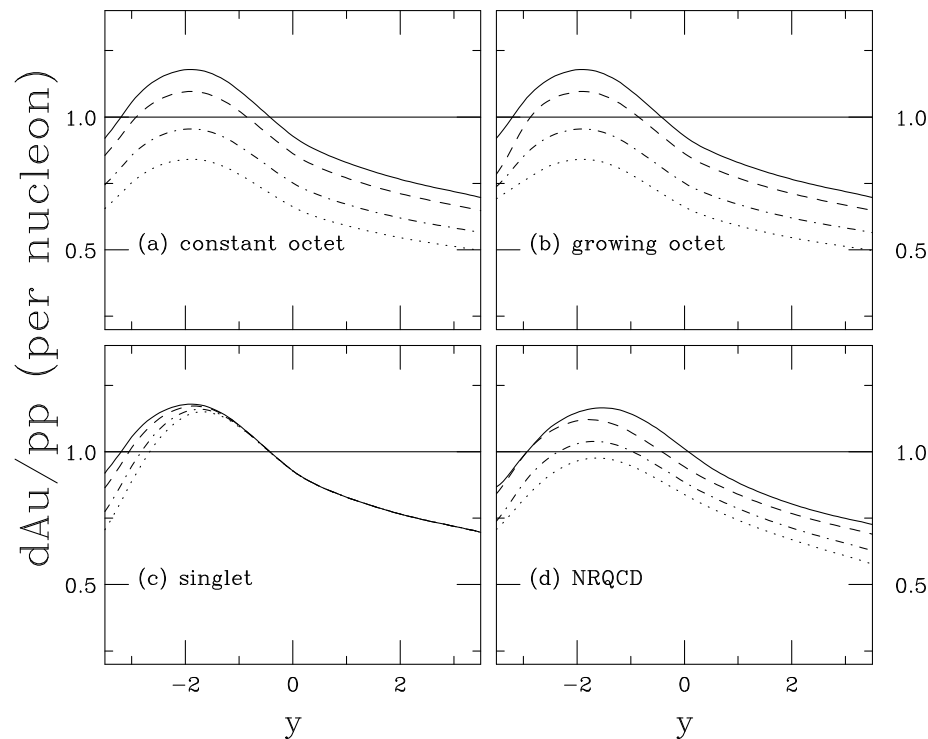 dAu/pp (per nucleon)
1.0
1.0
(a) constant octet
(b) growing octet
0.5
0.5
1.0
1.0
(c) singlet
(d) NRQCD
0.5
0.5
−2 0 2
−2 0 2
y
y